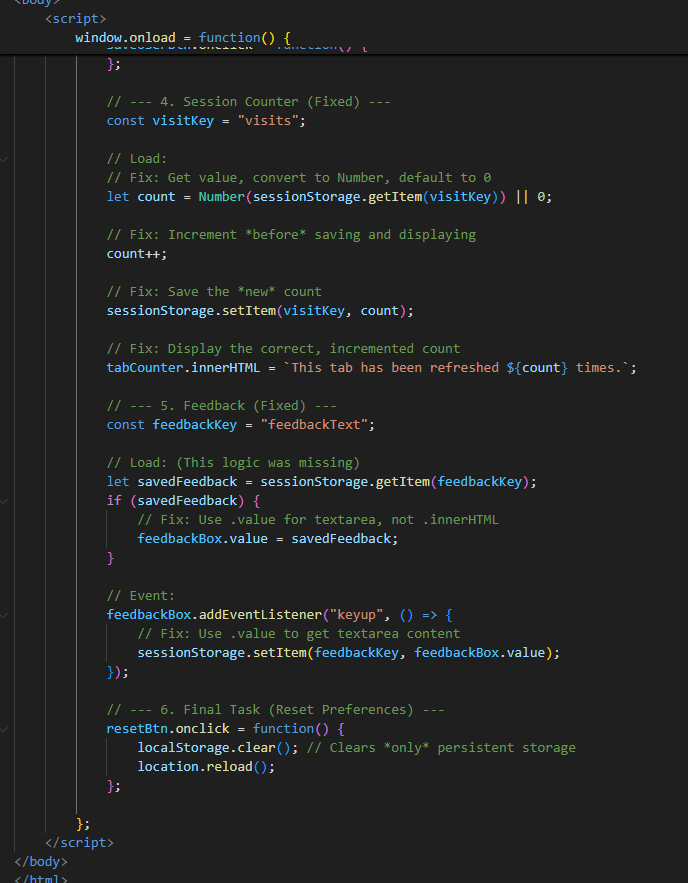 <body>
<script>
window.onload = function() {
saveUserBtn.onclick = function() {
};
// --- 4. Session Counter (Fixed) ---
const visitKey = "visits";
// Load:
// Fix: Get value, convert to Number, default to 0
let count = Number(sessionStorage.getItem(visitKey)) || 0;
// Fix: Increment *before* saving and displaying
count++;
// Fix: Save the *new* count
sessionStorage.setItem(visitKey, count);
// Fix: Display the correct, incremented count
tabCounter.innerHTML = `This tab has been refreshed ${count} times.`;
// --- 5. Feedback (Fixed) ---
const feedbackKey = "feedbackText";
// Load: (This logic was missing)
let savedFeedback = sessionStorage.getItem(feedbackKey);
if (savedFeedback) {
// Fix: Use .value for textarea, not .innerHTML
feedbackBox.value = savedFeedback;
}
// Event:
feedbackBox.addEventListener("keyup", () => {
// Fix: Use .value to get textarea content
sessionStorage.setItem(feedbackKey, feedbackBox.value);
});
// --- 6. Final Task (Reset Preferences) ---
resetBtn.onclick = function() {
localStorage.clear(); // Clears *only* persistent storage
location.reload();
};
};
</script>
</body>
</html>